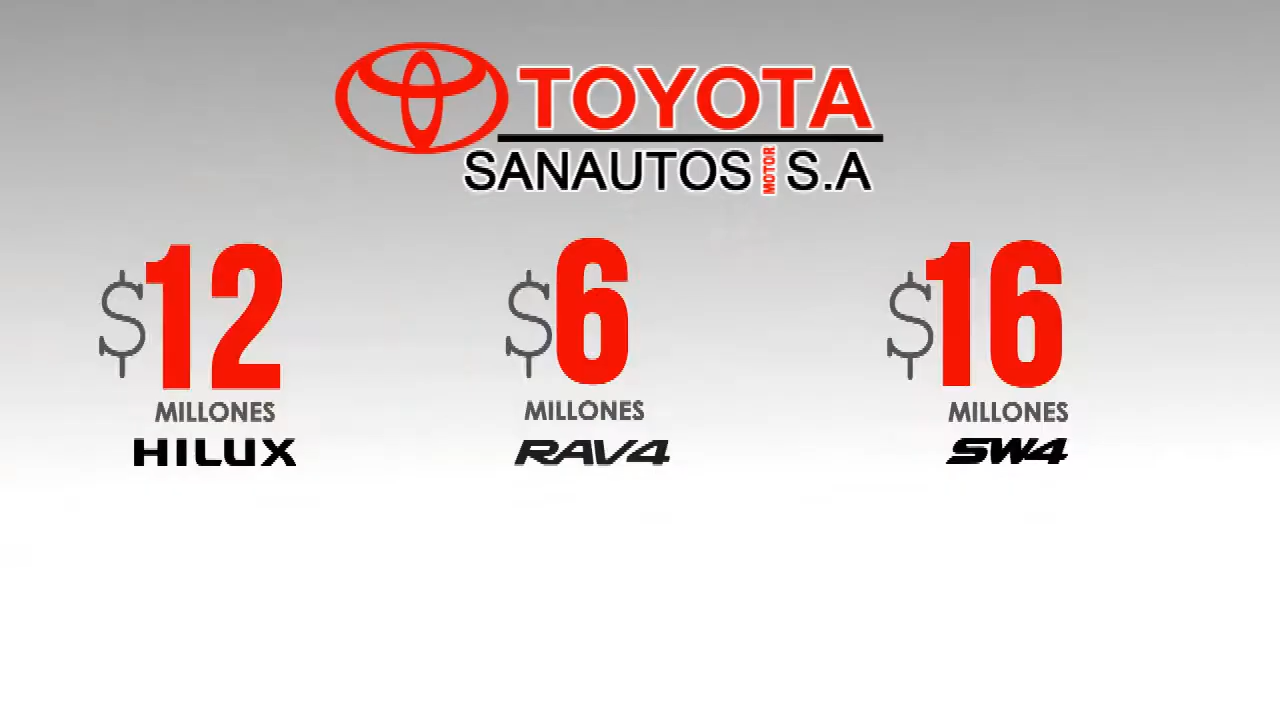 TOYOTA
SANAUTOS MOTOR S.A
$12
MILLONES
HILUX
$6
MILLONES
RAV4
$16
MILLONES
SW4